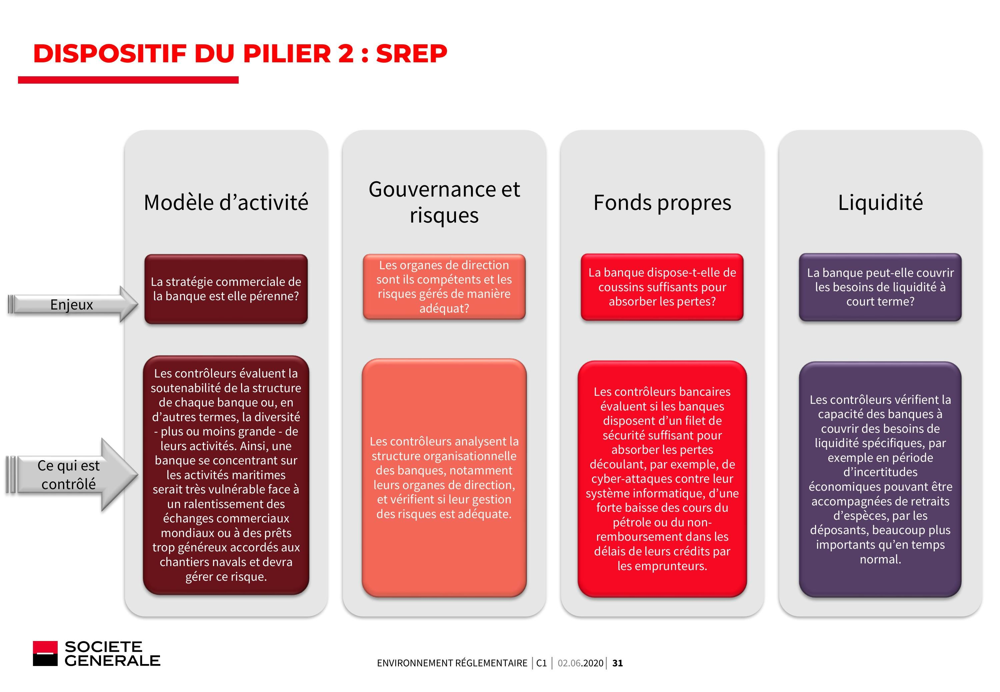 DISPOSITIF DU PILIER 2 : SREP
Modèle d’activité
Gouvernance et
risques
Fonds propres
Liquidité
Enjeux
La stratégie commerciale de
la banque est elle pérenne?
Les organes de direction
sont ils compétents et les
risques gérés de manière
adéquat?
La banque dispose-t-elle de
coussins suffisants pour
absorber les pertes?
La banque peut-elle couvrir
les besoins de liquidité à
court terme?
Ce qui est
contrôlé
Les contrôleurs évaluent la
soutenabilité de la structure
de chaque banque ou, en
d’autres termes, la diversité
- plus ou moins grande - de
leurs activités. Ainsi, une
banque se concentrant sur
les activités maritimes
serait très vulnérable face à
un ralentissement des
échanges commerciaux
mondiaux ou à des prêts
trop généreux accordés aux
chantiers navals et devra
gérer ce risque.
Les contrôleurs analysent la
structure organisationnelle
des banques, notamment
leurs organes de direction,
et vérifient si leur gestion
des risques est adéquate.
Les contrôleurs bancaires
évaluent si les banques
disposent d’un filet de
sécurité suffisant pour
absorber les pertes
découlant, par exemple, de
cyber-attaques contre leur
système informatique, d’une
forte baisse des cours du
pétrole ou du non-
remboursement dans les
délais de leurs crédits par
les emprunteurs.
Les contrôleurs vérifient la
capacité des banques à
couvrir des besoins de
liquidité spécifiques, par
exemple en période
d’incertitudes
économiques pouvant être
accompagnées de retraits
d’espèces, par les
déposants, beaucoup plus
importants qu’en temps
normal.
SOCIETE
GENERALE
ENVIRONNEMENT RÉGLEMENTAIRE | C1 | 02.06.2020 | 31